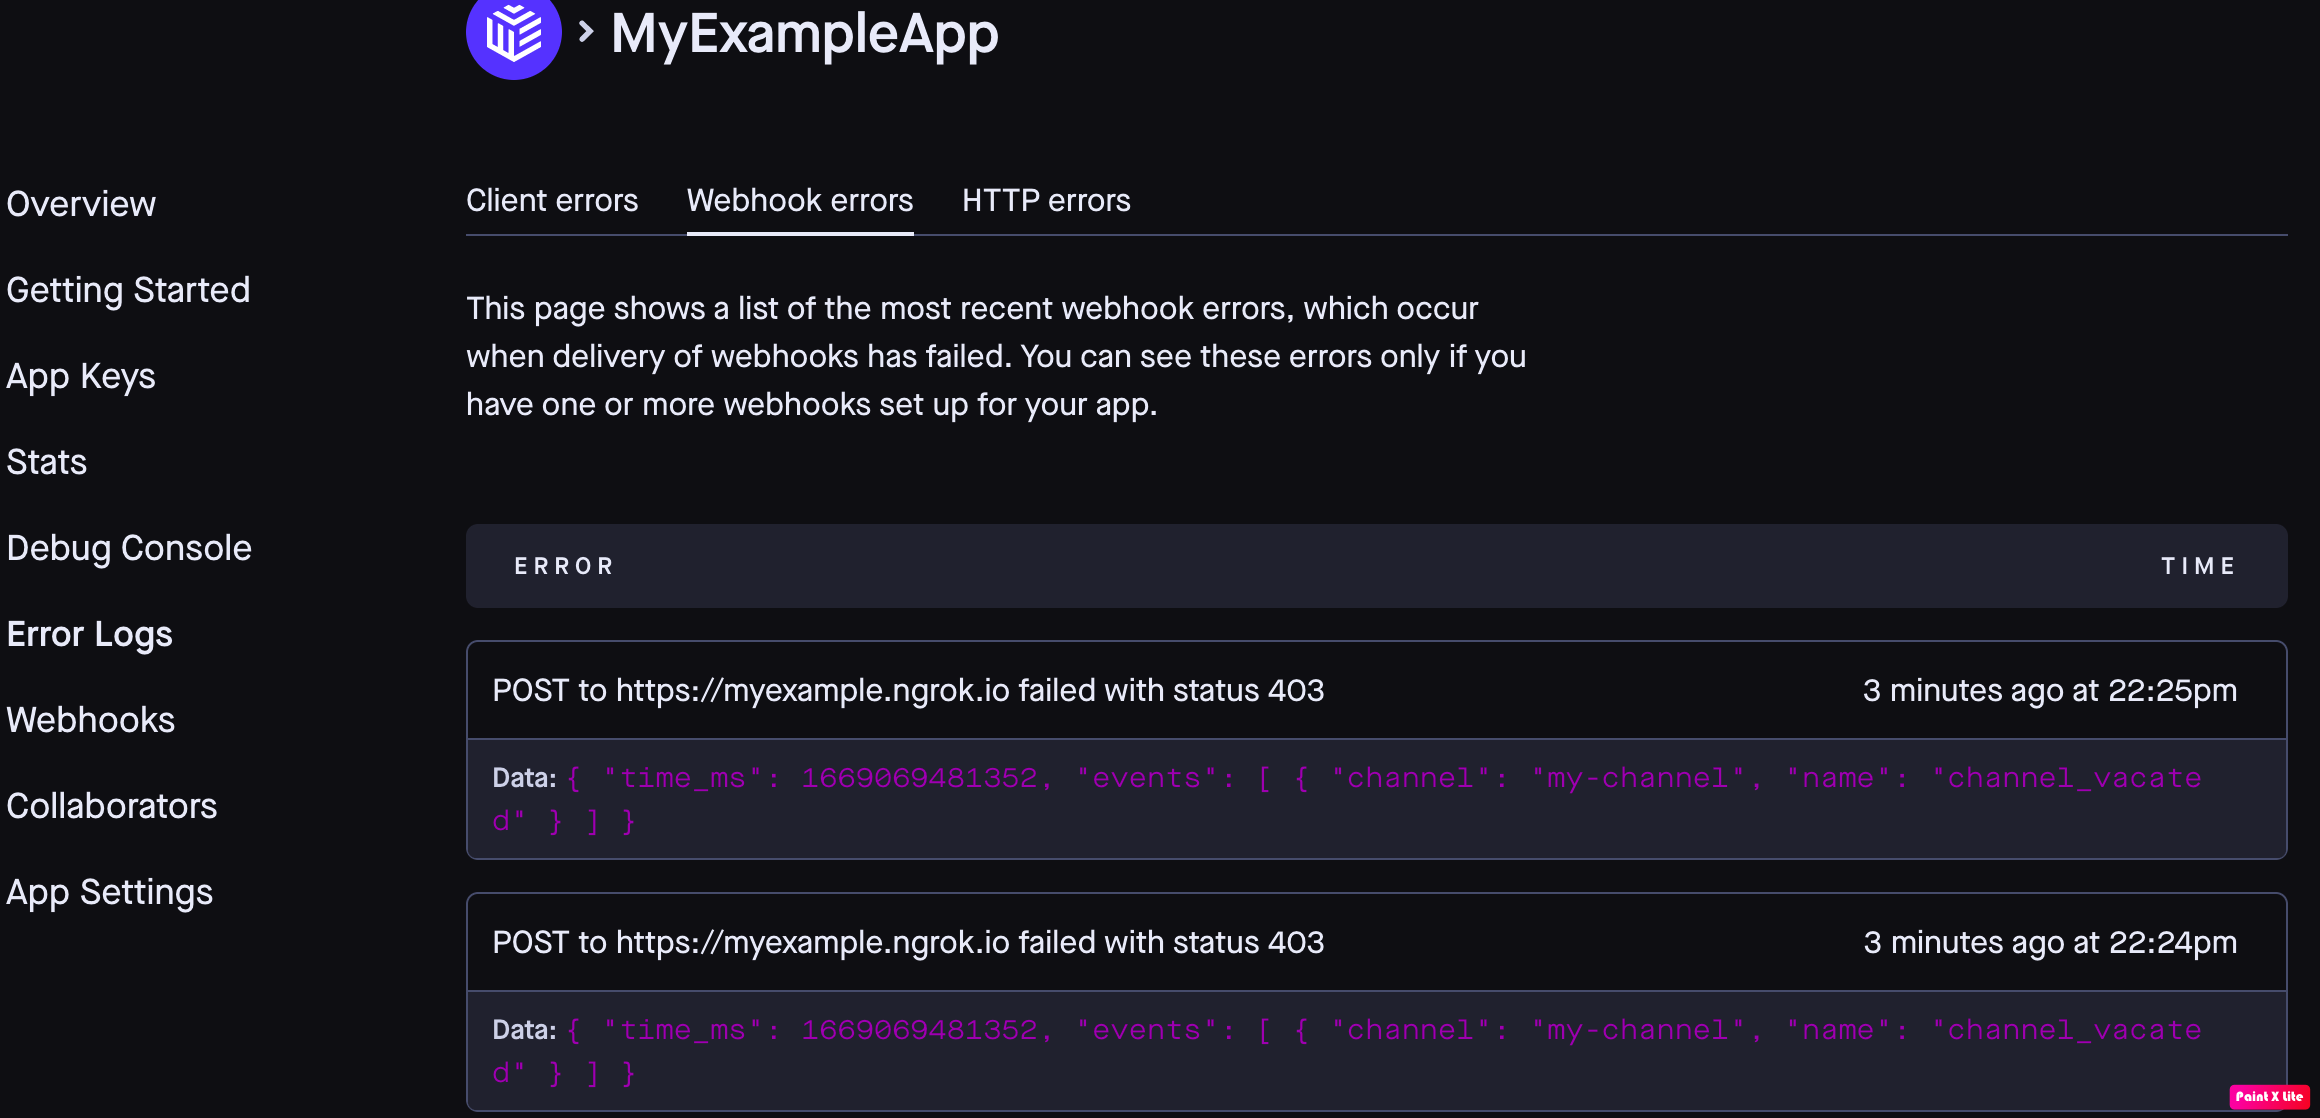 MyExampleApp
Overview
Getting Started
App Keys
Stats
Debug Console
Error Logs
Webhooks
Collaborators
App Settings
Client errors Webhook errors HTTP errors
This page shows a list of the most recent webhook errors, which occur
when delivery of webhooks has failed. You can see these errors only if you
have one or more webhooks set up for your app.
ERROR TIME
POST to https://myexample.ngrok.io failed with status 403 3 minutes ago at 22:25pm
Data: { "time_ms": 1669069481352, "events": [ { "channel": "my-channel", "name": "channel_vacate
d" } ] }
POST to https://myexample.ngrok.io failed with status 403 3 minutes ago at 22:24pm
Data: { "time_ms": 1669069481352, "events": [ { "channel": "my-channel", "name": "channel_vacate
d" } ] }
Paint X Lite